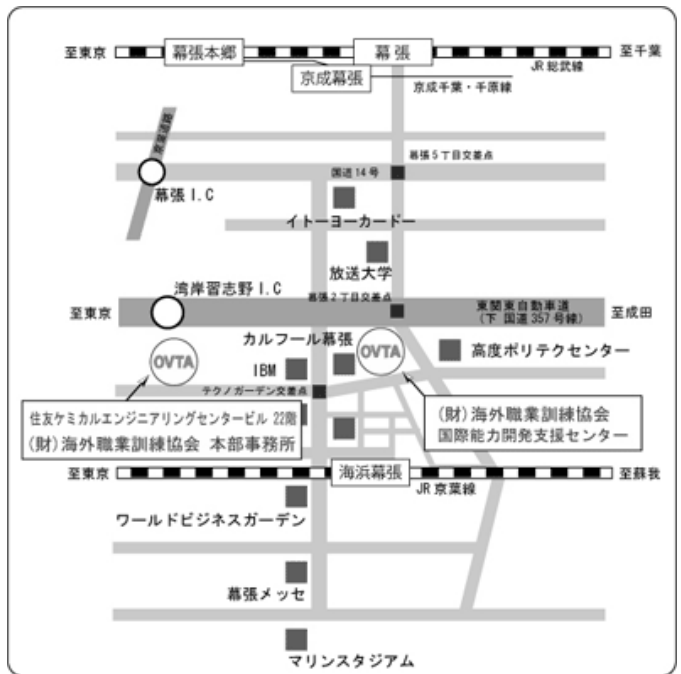 至東京
幕張本郷
幕 張
至千葉
JR 総武線
京成幕張
京成千葉・千原線
東京湾道路
幕張5丁目交差点
国道14号
幕張 I.C
イトーヨーカードー
放送大学
湾岸習志野 I.C
幕張2丁目交差点
至東京
東関東自動車道
(下 国道357号線)
至成田
カルフール幕張
OVTA
OVTA
IBM
高度ポリテクセンター
テクノガーデン交差点
住友ケミカルエンジニアリングセンタービル 22階
(財)海外職業訓練協会 本部事務所
(財)海外職業訓練協会
国際能力開発支援センター
至東京
海浜幕張
至蘇我
JR 京葉線
ワールドビジネスガーデン
幕張メッセ
マリンスタジアム